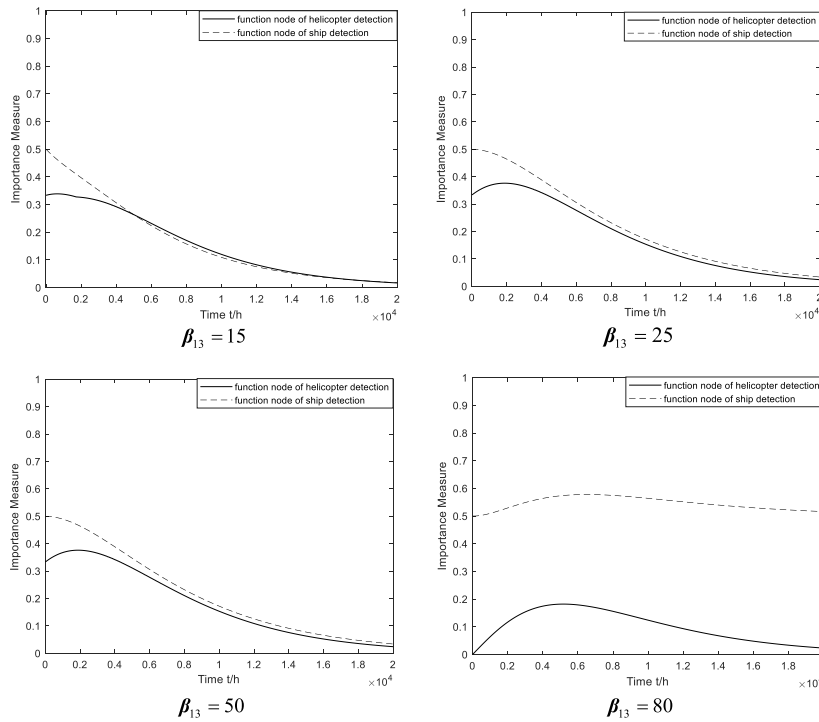 function node of helicopter detection
function node of ship detection
1
0.9
0.8
0.7
0.6
0.5
0.4
0.3
0.2
0.1
0
Importance Measure
0 0.2 0.4 0.6 0.8 1 1.2 1.4 1.6 1.8 2
Time t/h
×10⁴
β₁₃ = 15
function node of helicopter detection
function node of ship detection
1
0.9
0.8
0.7
0.6
0.5
0.4
0.3
0.2
0.1
0
Importance Measure
0 0.2 0.4 0.6 0.8 1 1.2 1.4 1.6 1.8 2
Time t/h
×10⁴
β₁₃ = 25
function node of helicopter detection
function node of ship detection
1
0.9
0.8
0.7
0.6
0.5
0.4
0.3
0.2
0.1
0
Importance Measure
0 0.2 0.4 0.6 0.8 1 1.2 1.4 1.6 1.8 2
Time t/h
×10⁴
β₁₃ = 50
function node of helicopter detection
function node of ship detection
1
0.9
0.8
0.7
0.6
0.5
0.4
0.3
0.2
0.1
0
Importance Measure
0 0.2 0.4 0.6 0.8 1 1.2 1.4 1.6 1.8 2
Time t/h
×10
β₁₃ = 80